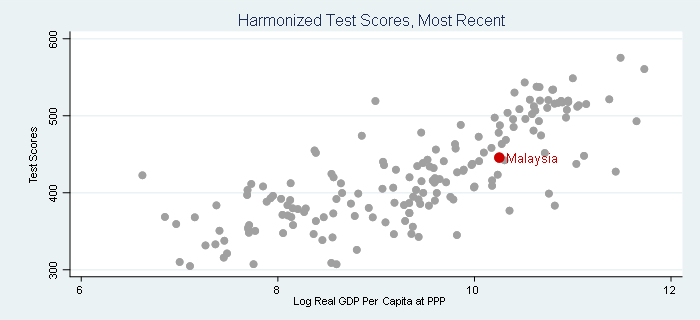 Harmonized Test Scores, Most Recent
600
500
400
300
Test Scores
Malaysia
6
8
10
12
Log Real GDP Per Capita at PPP